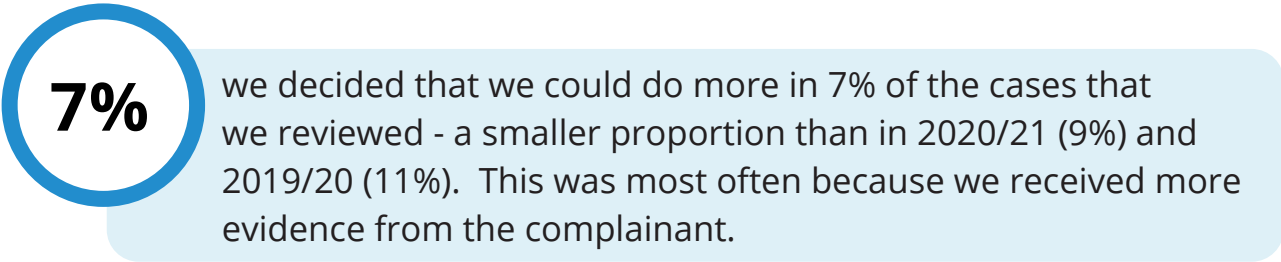 7%
we decided that we could do more in 7% of the cases that
we reviewed - a smaller proportion than in 2020/21 (9%) and
2019/20 (11%).  This was most often because we received more
evidence from the complainant.